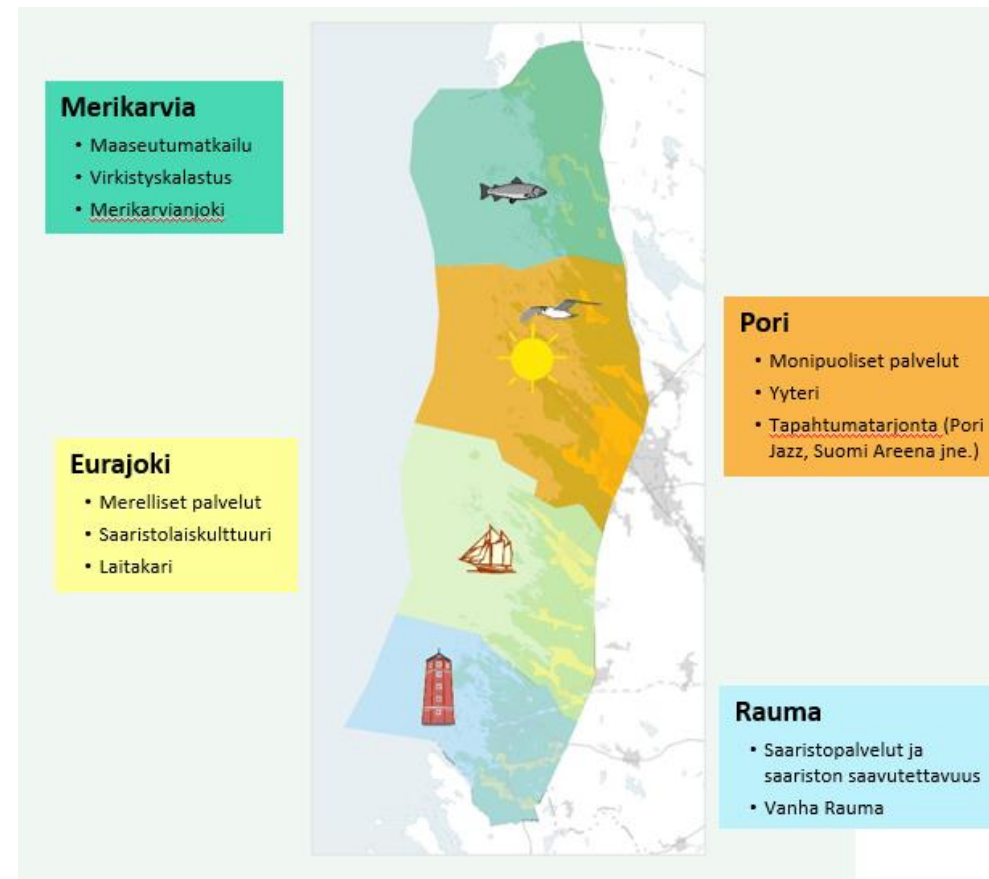 Merikarvia
• Maaseutumatkailu
• Virkistyskalastus
• Merikarvianjoki
Pori
• Monipuoliset palvelut
• Yyteri
• Tapahtumatarjonta (Pori
Jazz, Suomi Areena jne.)
Eurajoki
• Merelliset palvelut
• Saaristolaiskulttuuri
• Laitakari
Rauma
• Saaristopalvelut ja
saariston saavutettavuus
• Vanha Rauma